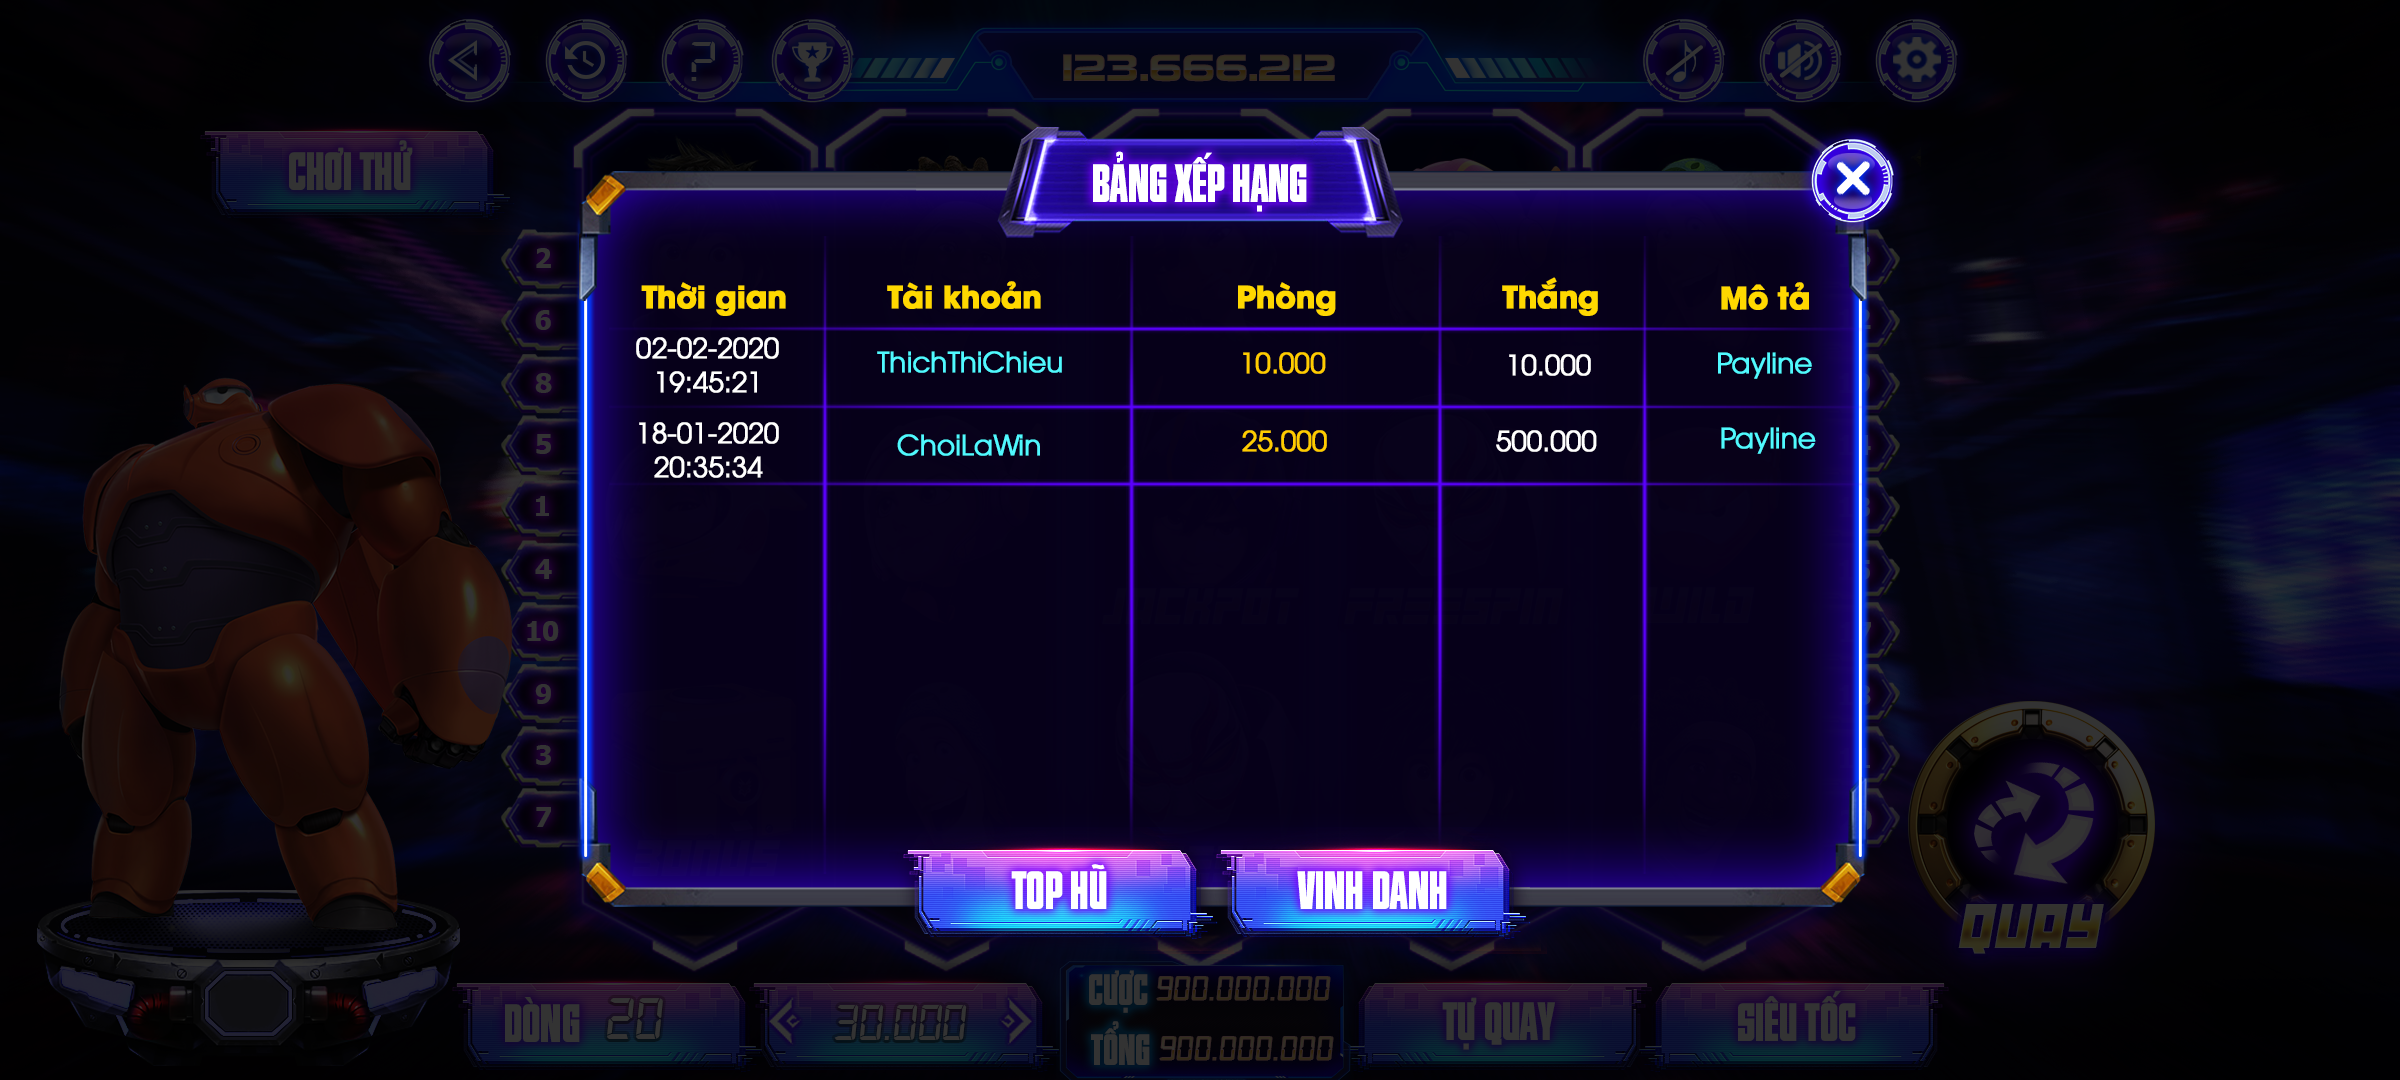 123.666.212
CHƠI THỬ
BẢNG XẾP HẠNG
Thời gian Tài khoản Phòng Thắng Mô tả
02-02-2020
19:45:21
ThichThiChieu 10.000 10.000 Payline
18-01-2020
20:35:34
ChoiLaWin 25.000 500.000 Payline
2
6
8
5
1
4
10
9
3
7
JACKPOT
FREESPIN
WILD
TOP HŨ
VINH DANH
QUAY
DÒNG 20
30.000
CƯỢC 900.000.000
TỔNG 900.000.000
TỰ QUAY
SIÊU TỐC